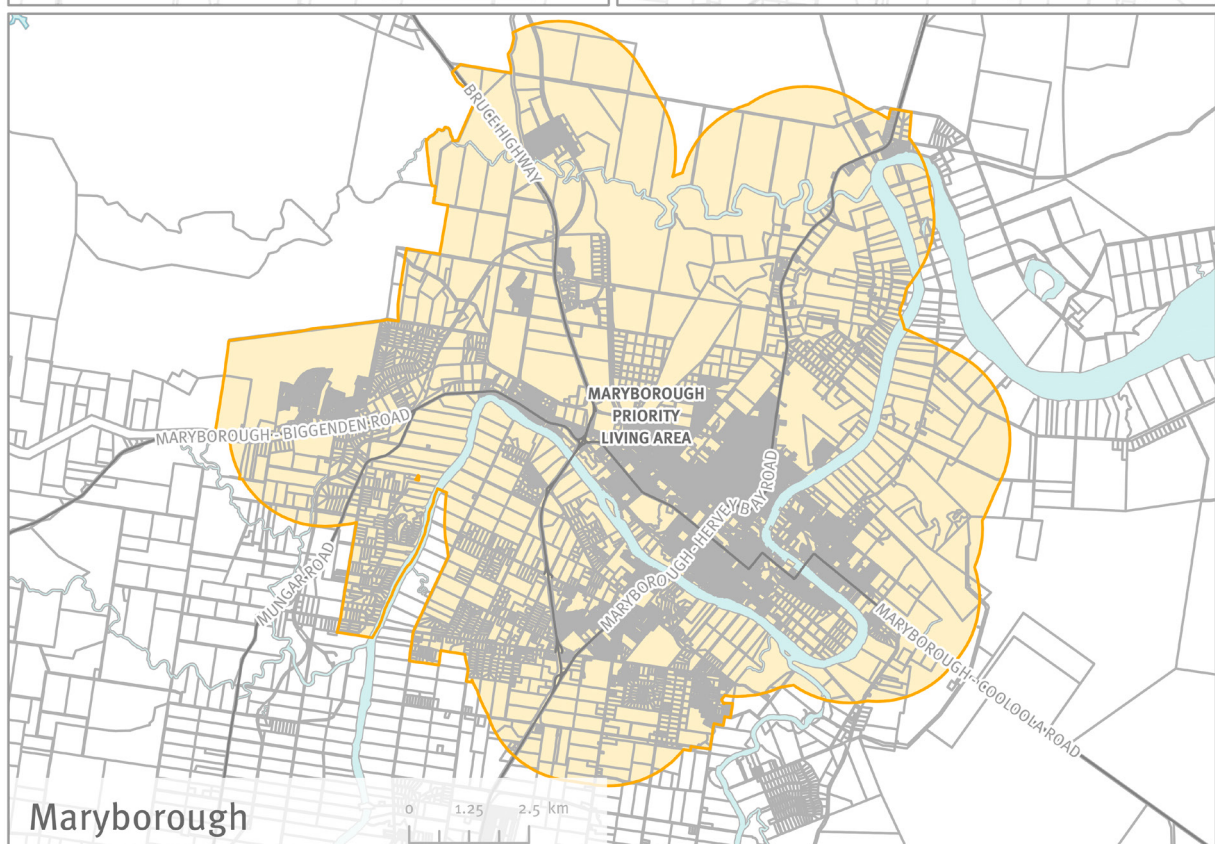 BRUCE HIGHWAY
MARYBOROUGH
PRIORITY
LIVING AREA
MARYBOROUGH - BIGGENDEN ROAD
MARYBOROUGH - HERVEY BAY ROAD
MUNGAR ROAD
MARYBOROUGH - COOLOOLA ROAD
Maryborough
0 1.25 2.5 km